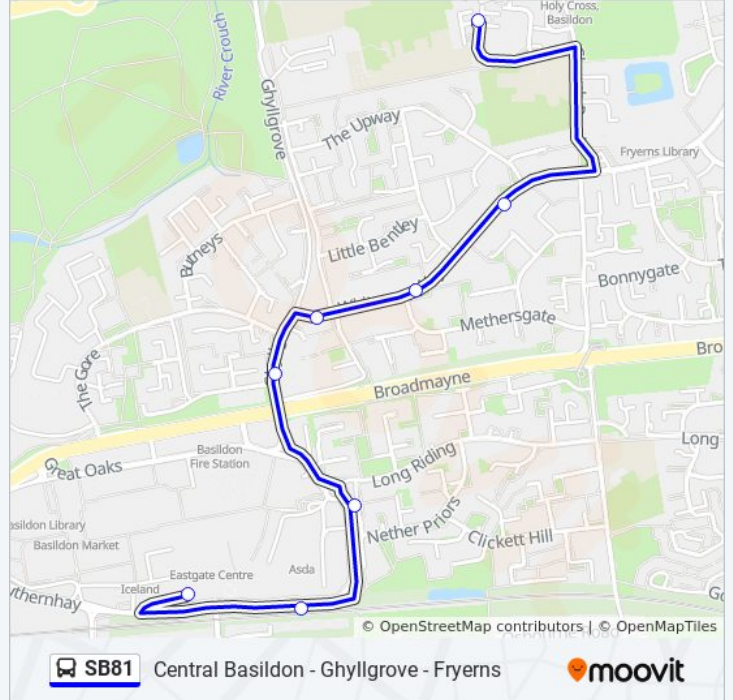 Holy Cross,
Basildon
River Crouch
Ghyllgrove
The Upway
Fryerns Library
Little Bentley
Butneys
Bonnygate
Methersgate
The Gore
Bro
Broadmayne
Basildon
Fire Station
Great Oaks
Long Riding
Long
asildon Library
Nether Priors
Clickett Hill
Basildon Market
Eastgate Centre
Asda
Iceland
ythernhay
Go
© OpenStreetMap contributors | © OpenMapTiles
SB81
Central Basildon - Ghyllgrove - Fryerns
moovit